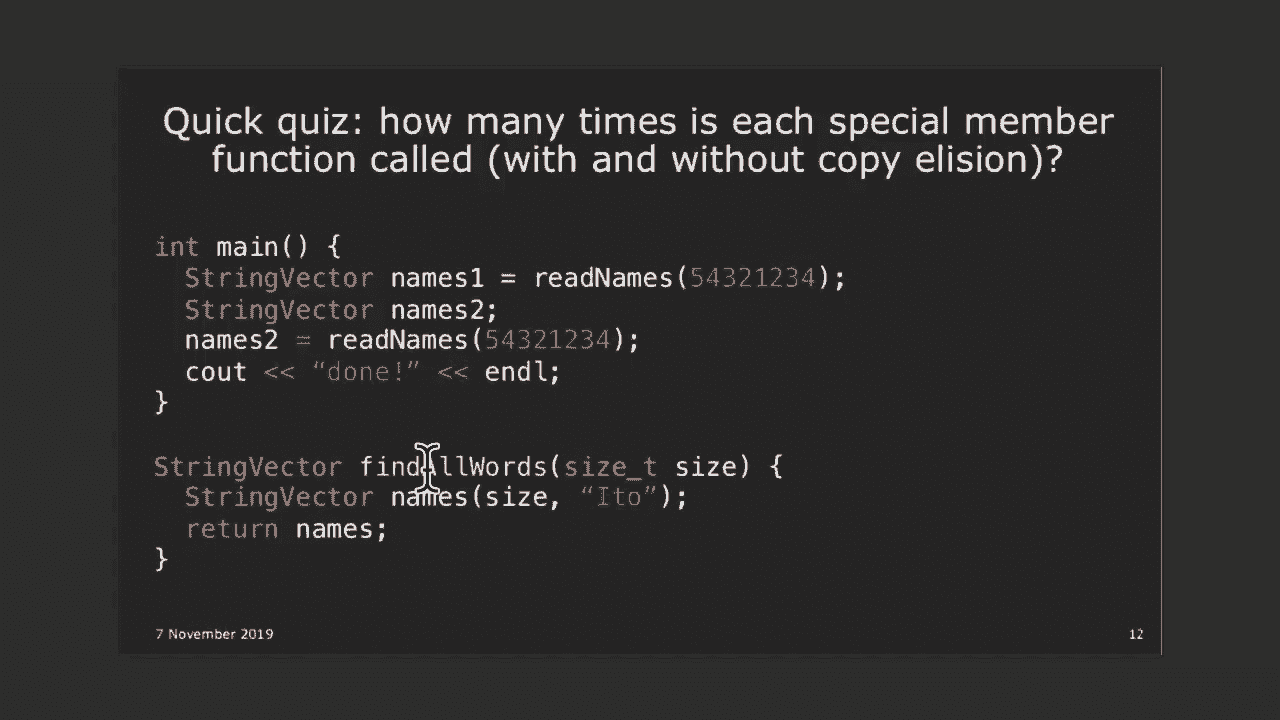 Quick quiz: how many times is each special member
function called (with and without copy elision)?
int main() {
StringVector names1 = readNames(54321234);
StringVector names2;
names2 = readNames(54321234);
cout << “done!” << endl;
}
StringVector findAllWords(size_t size) {
StringVector names(size, “Ito”);
return names;
}
7 November 2019
12